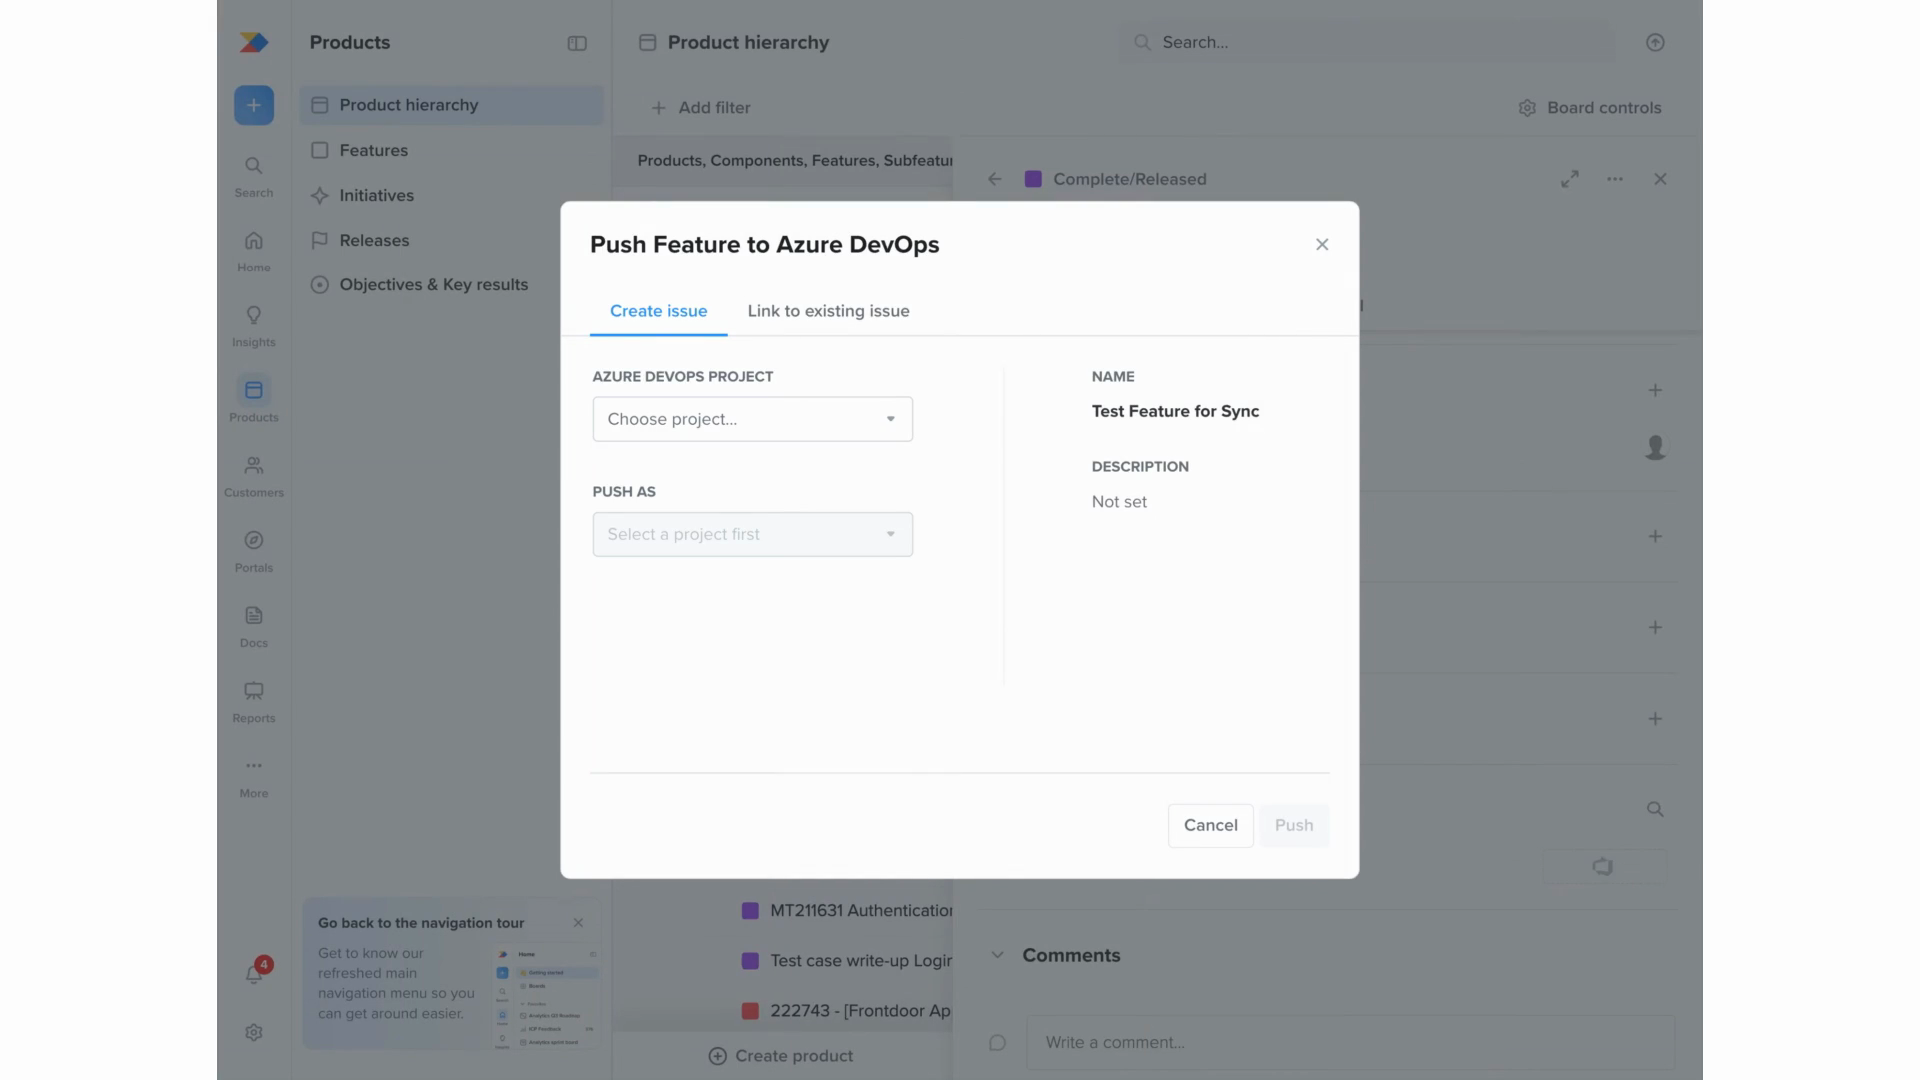 Products
Product hierarchy
Search...
Product hierarchy
Add filter
Board controls
Features
Search
Products, Components, Features, Subfeatur
Complete/Released
Initiatives
Releases
Home
Objectives & Key results
Insights
Products
Customers
Portals
Docs
Reports
More
Push Feature to Azure DevOps
Create issue
Link to existing issue
AZURE DEVOPS PROJECT
Choose project...
PUSH AS
Select a project first
NAME
Test Feature for Sync
DESCRIPTION
Not set
Cancel
Push
Go back to the navigation tour
Get to know our
refreshed main
navigation menu so you
can get around easier.
Home
4
MT211631 Authentication
Test case write-up Login
222743 - [Frontdoor Ap
Create product
Comments
Write a comment...